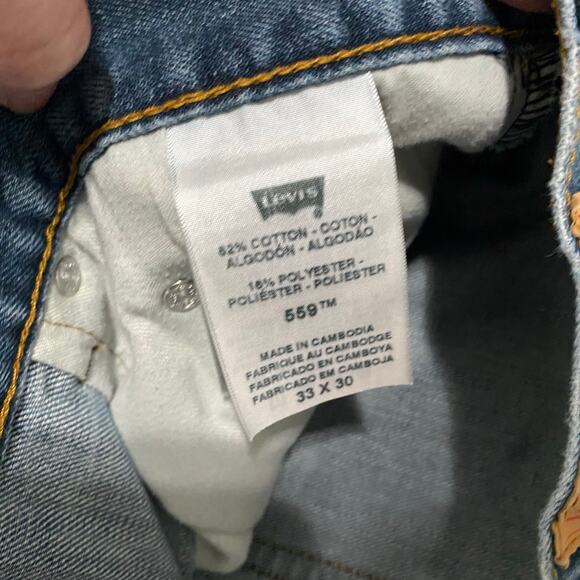 Levi's
®
82% COTTON - COTON -
ALGODÓN - ALGODÃO
18% POLYESTER -
POLIÉSTER - POLIESTER
559™
MADE IN CAMBODIA
FABRIQUE AU CAMBODGE
FABRICADO EN CAMBOYA
FABRICADO EM CAMBOJA
33 X 30